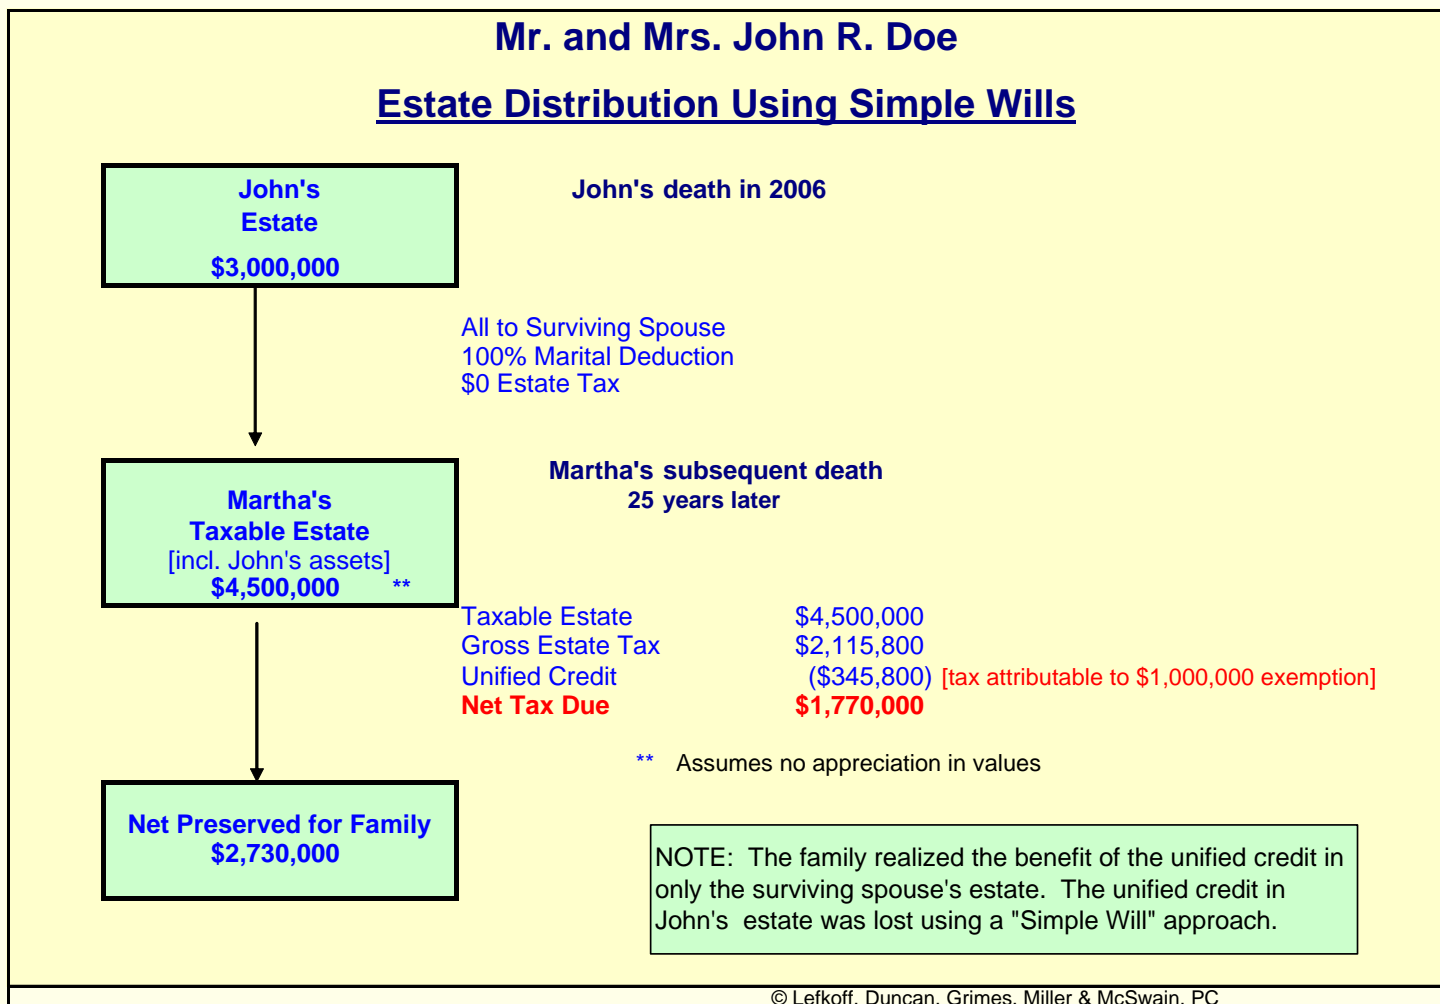 Mr. and Mrs. John R. Doe
Estate Distribution Using Simple Wills
John's
Estate
$3,000,000
John's death in 2006
All to Surviving Spouse
100% Marital Deduction
$0 Estate Tax
Martha's
Taxable Estate
[incl. John's assets]
$4,500,000 **
Martha's subsequent death
25 years later
Taxable Estate $4,500,000
Gross Estate Tax $2,115,800
Unified Credit ($345,800) [tax attributable to $1,000,000 exemption]
Net Tax Due $1,770,000
** Assumes no appreciation in values
Net Preserved for Family
$2,730,000
NOTE: The family realized the benefit of the unified credit in
only the surviving spouse's estate. The unified credit in
John's estate was lost using a "Simple Will" approach.
© Lefkoff, Duncan, Grimes, Miller & McSwain, PC